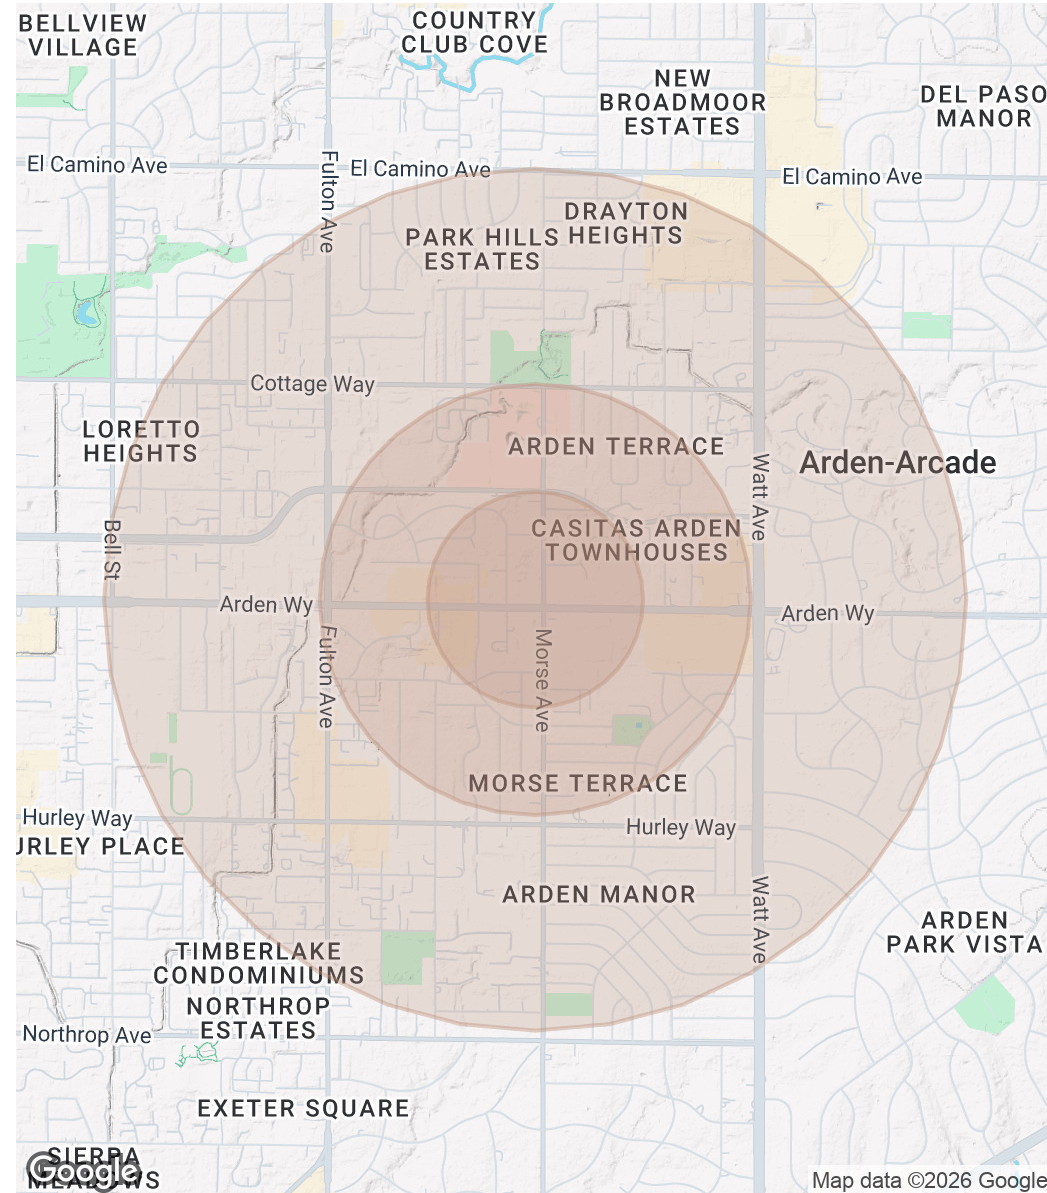 BELLVIEW
VILLAGE
COUNTRY
CLUB COVE
NEW
BROADMOOR
ESTATES
DEL PASO
MANOR
El Camino Ave
El Camino Ave
El Camino Ave
Fulton Ave
DRAYTON
HEIGHTS
PARK HILLS
ESTATES
Cottage Way
LORETTO
HEIGHTS
ARDEN TERRACE
Arden-Arcade
Watt Ave
Bell St
CASITAS ARDEN
TOWNHOUSES
Arden Wy
Arden Wy
Fulton Ave
Morse Ave
MORSE TERRACE
Hurley Way
Hurley Way
URLEY PLACE
ARDEN MANOR
Watt Ave
ARDEN
PARK VISTA
TIMBERLAKE
CONDOMINIUMS
NORTHROP
ESTATES
Northrop Ave
EXETER SQUARE
SIERRA
MEADOWS
Google
Map data ©2026 Google